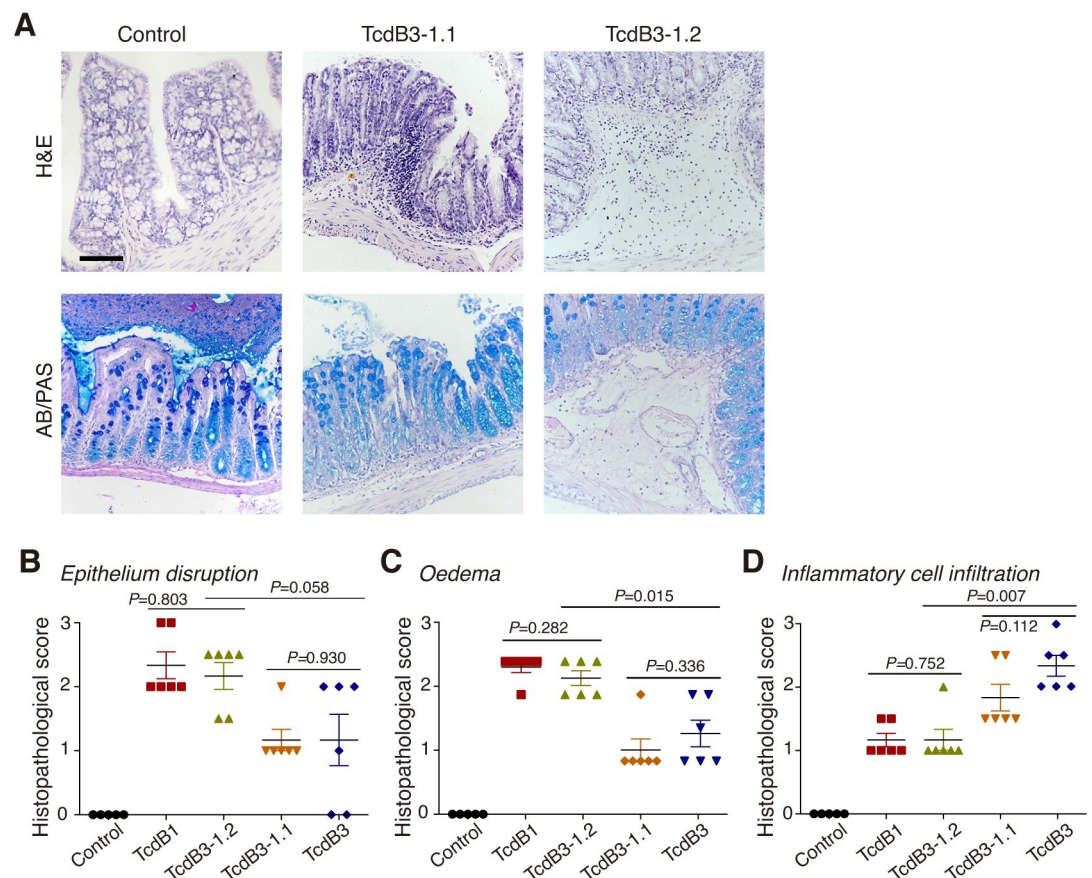 A
Control TcdB3-1.1 TcdB3-1.2
H&E
AB/PAS
B Epithelium disruption
P=0.058
P=0.803
P=0.930
Histopathological score
3
2
1
0
Control TcdB1 TcdB3-1.2 TcdB3-1.1 TcdB3
C Oedema
P=0.015
P=0.282
P=0.336
Histopathological score
3
2
1
0
Control TcdB1 TcdB3-1.2 TcdB3-1.1 TcdB3
D Inflammatory cell infiltration
P=0.007
P=0.112
P=0.752
Histopathological score
3
2
1
0
Control TcdB1 TcdB3-1.2 TcdB3-1.1 TcdB3